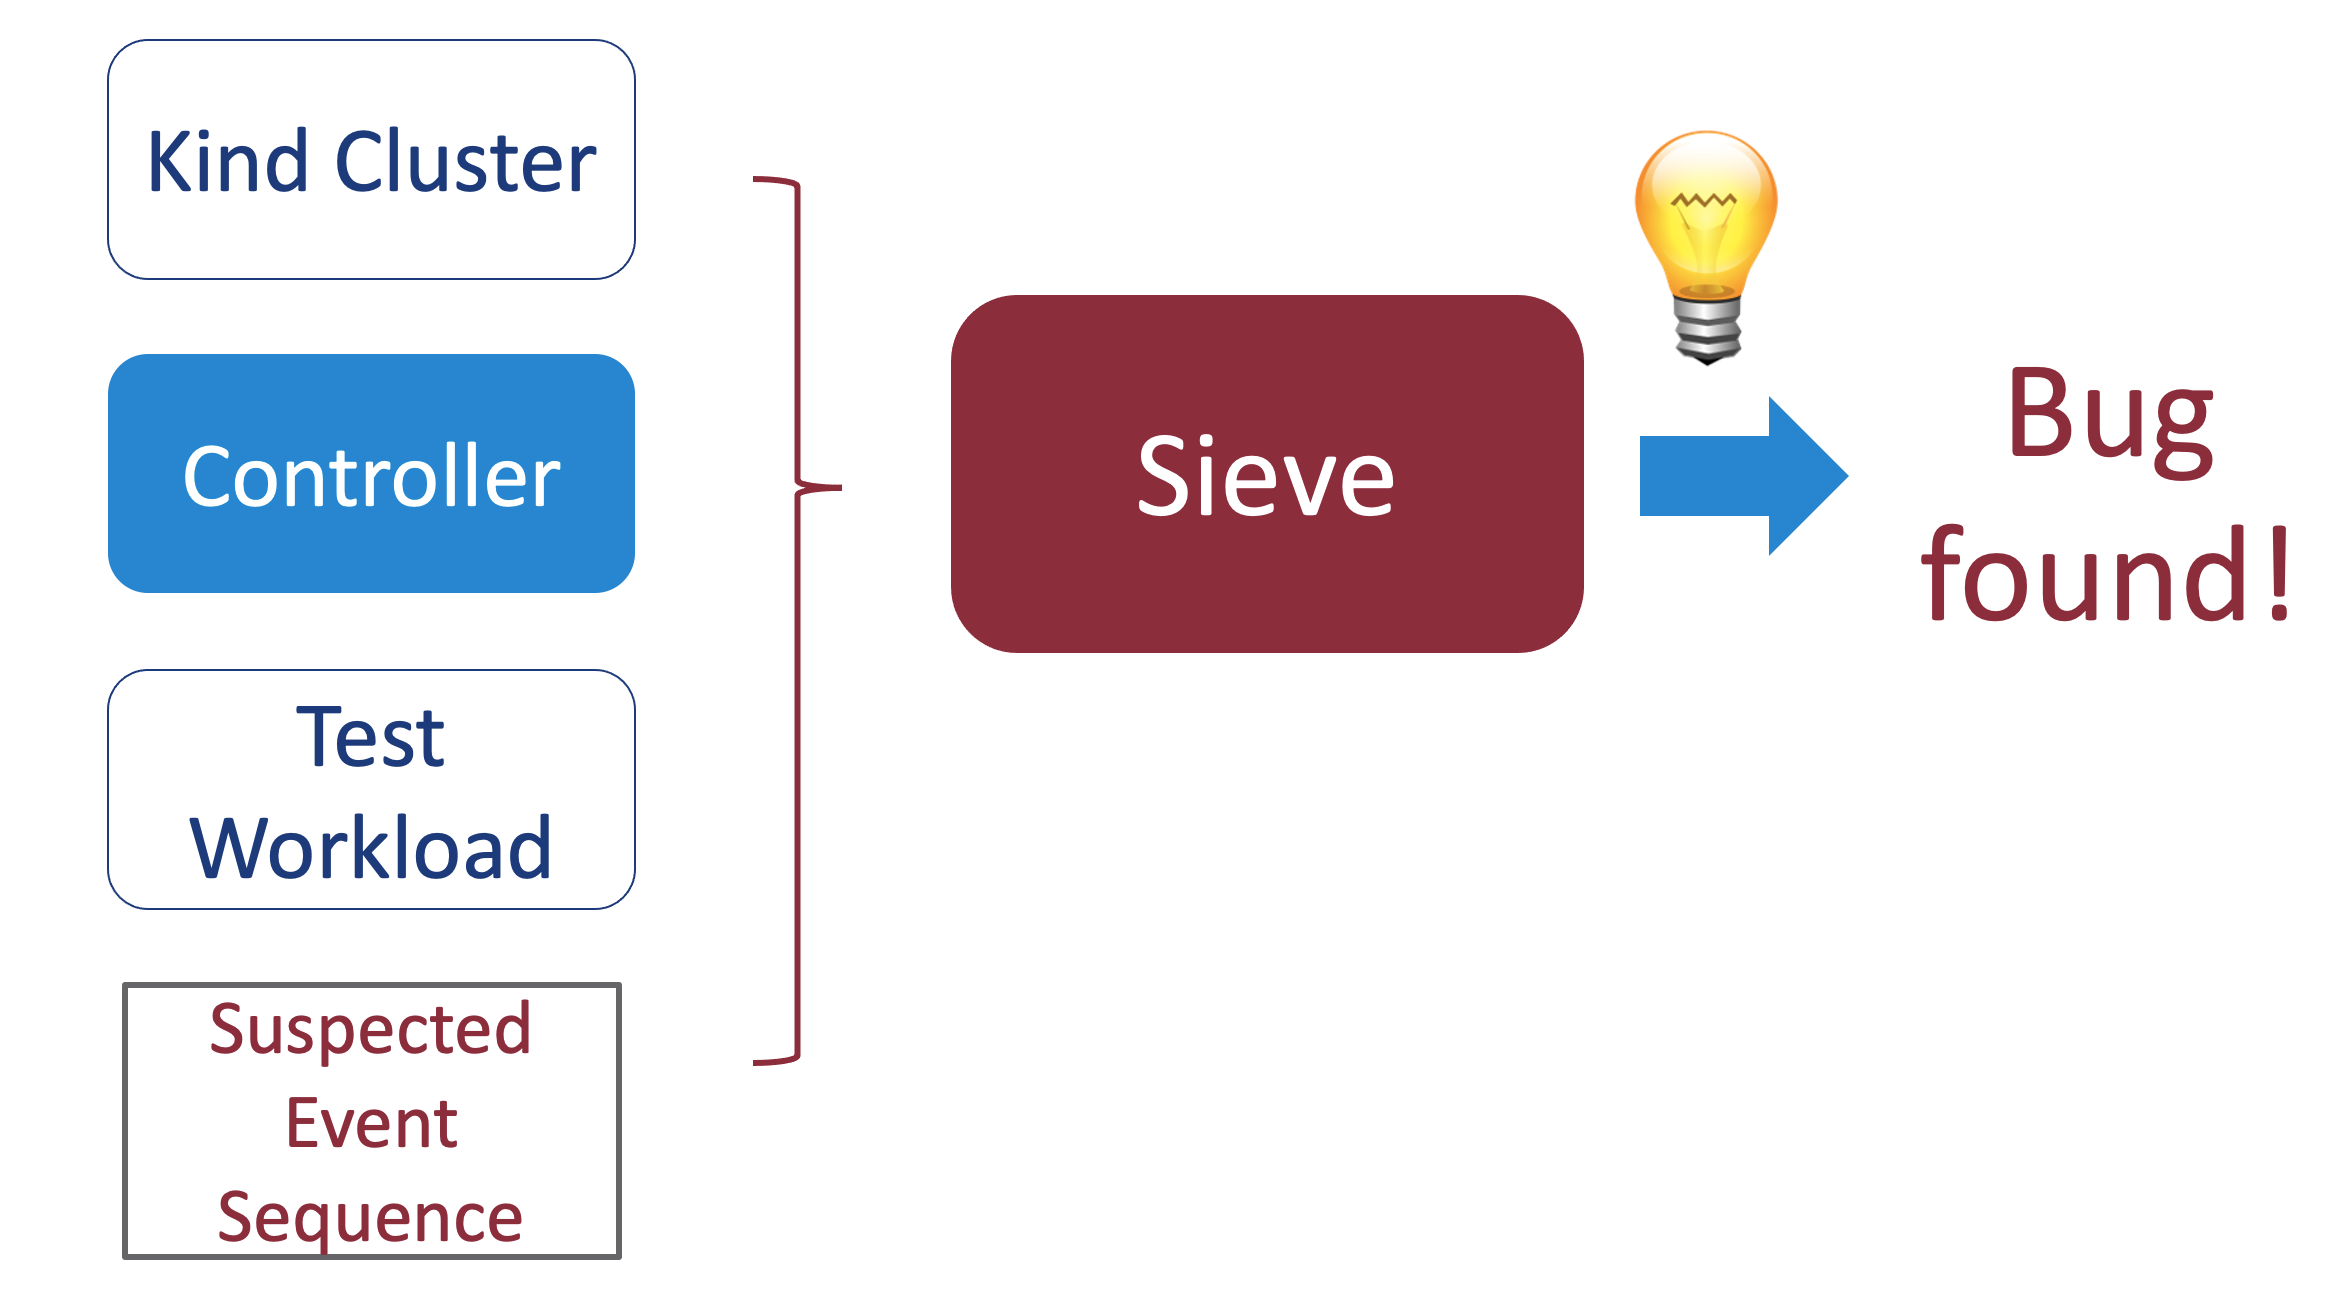 Kind Cluster
Controller
Test
Workload
Suspected
Event
Sequence
Sieve
Bug
found!